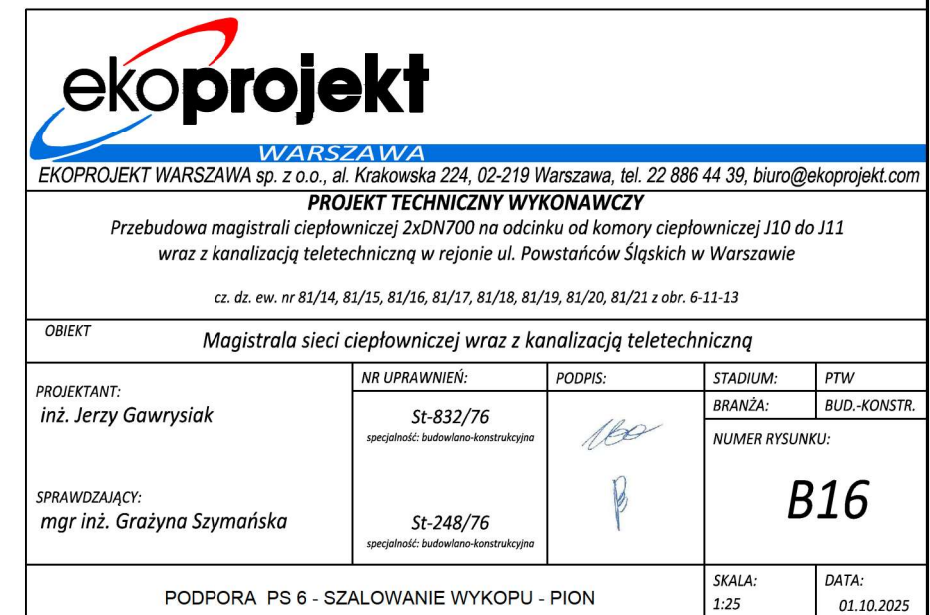 ekoprojekt
WARSZAWA
EKOPROJEKT WARSZAWA sp. z o.o., al. Krakowska 224, 02-219 Warszawa, tel. 22 886 44 39, biuro@ekoprojekt.com
PROJEKT TECHNICZNY WYKONAWCZY
Przebudowa magistrali ciepłowniczej 2xDN700 na odcinku od komory ciepłowniczej J10 do J11
wraz z kanalizacją teletechniczną w rejonie ul. Powstańców Śląskich w Warszawie
cz. dz. ew. nr 81/14, 81/15, 81/16, 81/17, 81/18, 81/19, 81/20, 81/21 z obr. 6-11-13
OBIEKT
Magistrala sieci ciepłowniczej wraz z kanalizacją teletechniczną
PROJEKTANT:
inż. Jerzy Gawrysiak
NR UPRAWNIEŃ:
St-832/76
specjalność: budowlano-konstrukcyjna
PODPIS:
STADIUM:
PTW
BRANŻA:
BUD.-KONSTR.
SPRAWDZAJĄCY:
mgr inż. Grażyna Szymańska
St-248/76
specjalność: budowlano-konstrukcyjna
NUMER RYSUNKU:
B16
PODPORA PS 6 - SZALOWANIE WYKOPU - PION
SKALA:
1:25
DATA:
01.10.2025